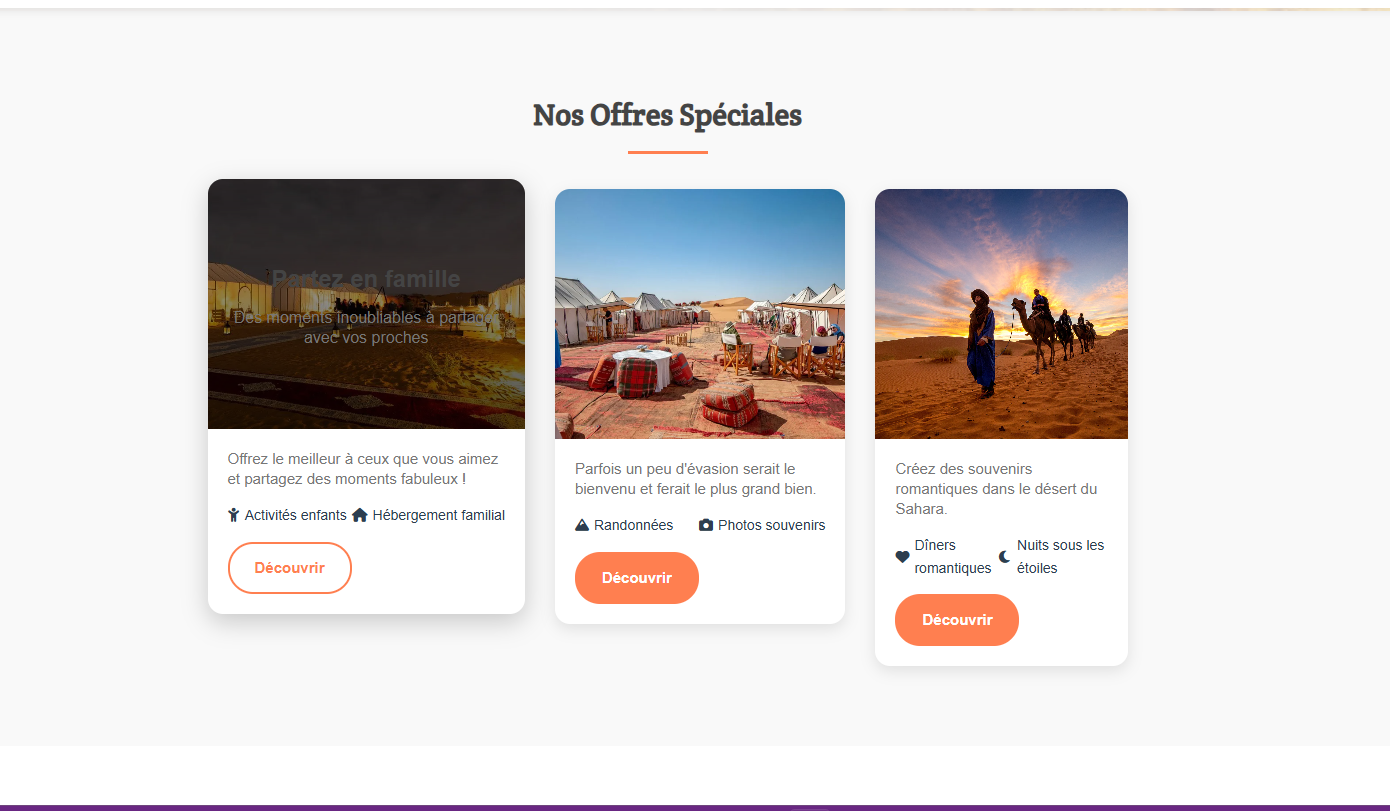 Nos Offres Spéciales
Partez en famille
Des moments inoubliables à partager
avec vos proches
Offrez le meilleur à ceux que vous aimez
et partagez des moments fabuleux !
Activités enfants Hébergement familial
Découvrir
Parfois un peu d'évasion serait le
bienvenu et ferait le plus grand bien.
Randonnées Photos souvenirs
Découvrir
Créez des souvenirs
romantiques dans le désert du
Sahara.
Dîners
romantiques
Nuits sous les
étoiles
Découvrir